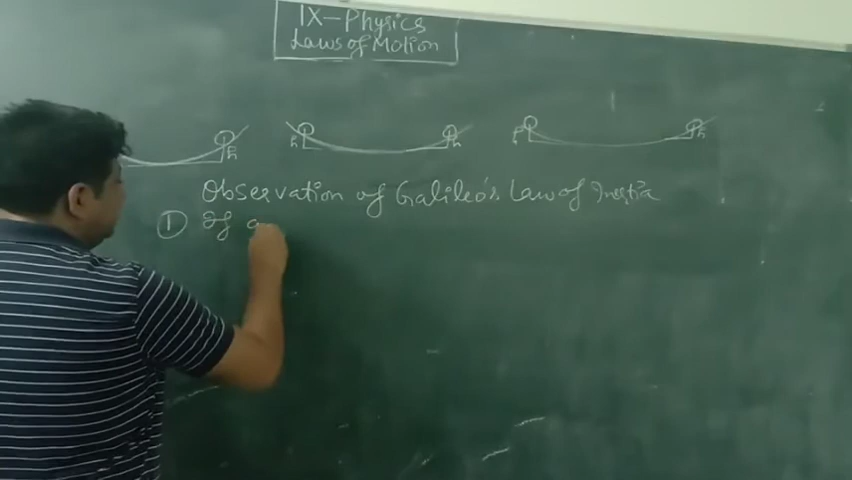 IX-Physics
Laws of Motion
h h h h h
Observation of Galileo's Law of Inertia
① If a